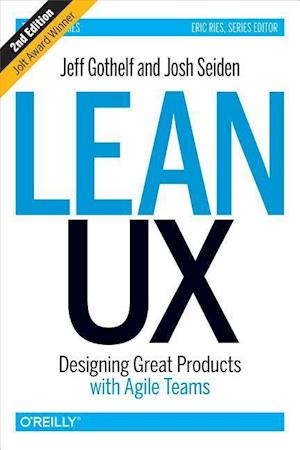 2nd Edition
Jolt Award Winner
ERIC RIES, SERIES EDITOR
Jeff Gothelf and Josh Seiden
LEAN
UX
Designing Great Products
with Agile Teams
O'REILLY®